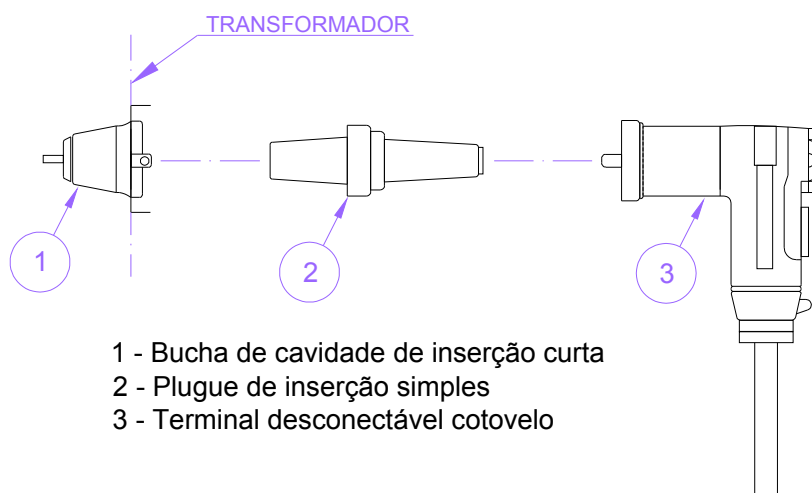 TRANSFORMADOR
1
2
3
1 - Bucha de cavidade de inserção curta
2 - Plugue de inserção simples
3 - Terminal desconectável cotovelo